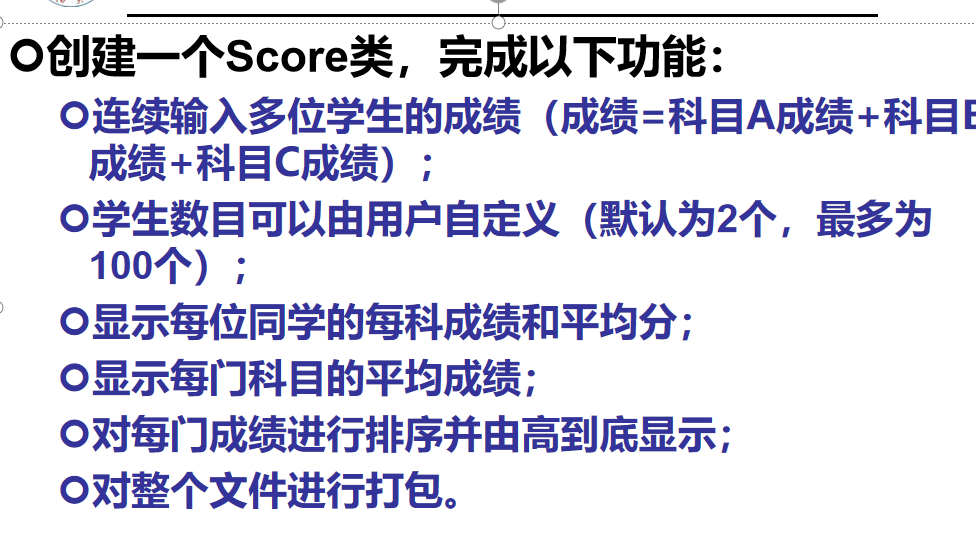 创建一个Score类，完成以下功能：
连续输入多位学生的成绩（成绩=科目A成绩+科目B
成绩+科目C成绩）；
学生数目可以由用户自定义（默认为2个，最多为
100个）；
显示每位同学的每科成绩和平均分；
显示每门科目的平均成绩；
对每门成绩进行排序并由高到底显示；
对整个文件进行打包。